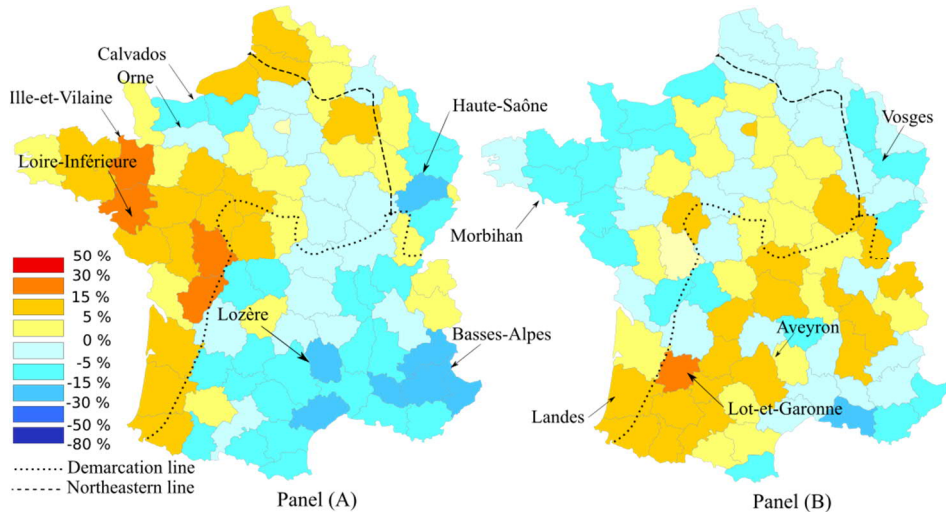 Calvados
Orne
Ille-et-Vilaine
Loire-Inférieure
Haute-Saône
Lozère
Basses-Alpes
50 %
30 %
15 %
5 %
0 %
-5 %
-15 %
-30 %
-50 %
-80 %
Demarcation line
Northeastern line
Panel (A)
Vosges
Morbihan
Aveyron
Landes
Lot-et-Garonne
Panel (B)